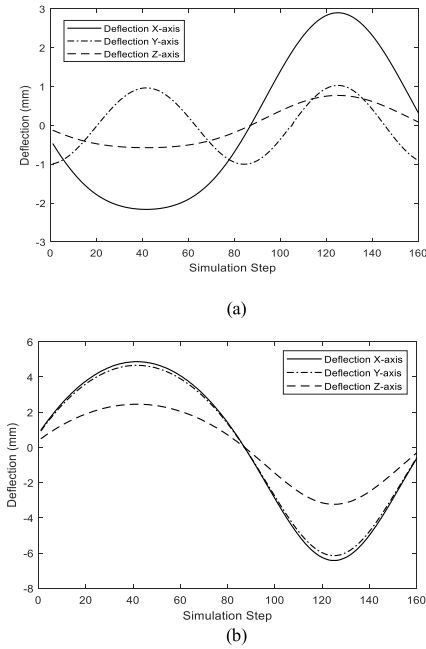 3
2
1
0
-1
-2
-3
Deflection (mm)
Deflection X-axis
Deflection Y-axis
Deflection Z-axis
0 20 40 60 80 100 120 140 160
Simulation Step
(a)
6
4
2
0
-2
-4
-6
-8
Deflection (mm)
Deflection X-axis
Deflection Y-axis
Deflection Z-axis
0 20 40 60 80 100 120 140 160
Simulation Step
(b)